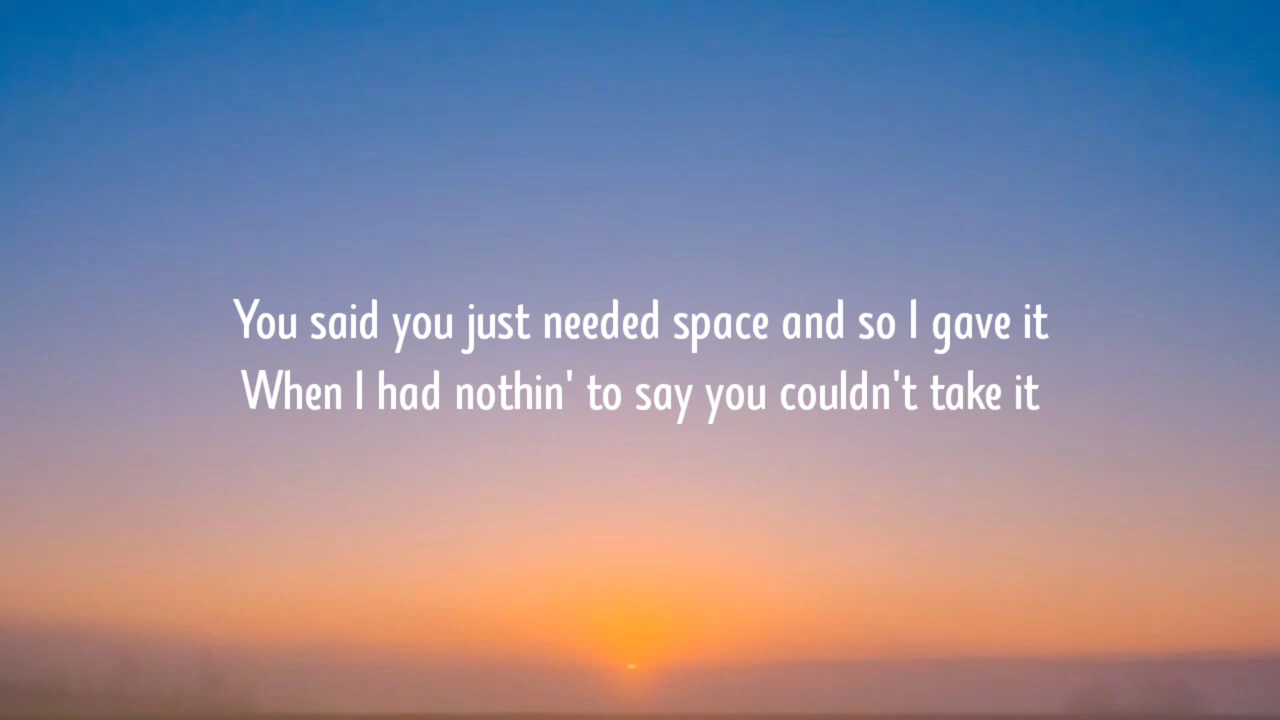 You said you just needed space and so I gave it
When I had nothin' to say you couldn't take it